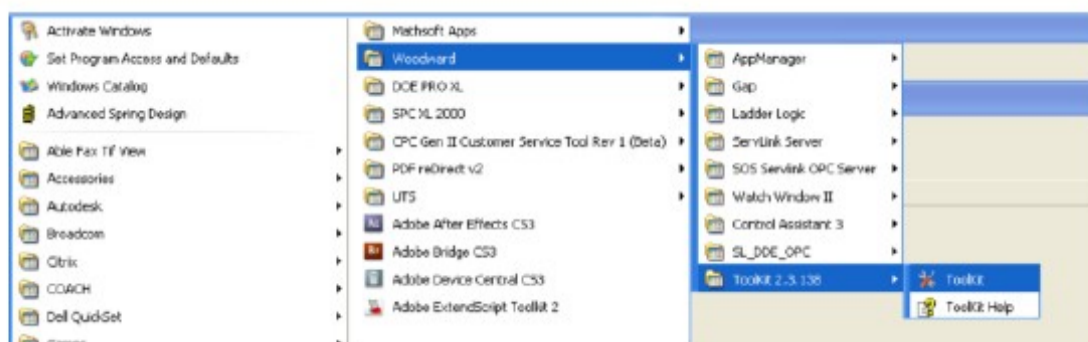 Activate Windows
Set Program Access and Defaults
Windows Catalog
Advanced Spring Design
Able Fax Tif View
Accessories
Autodesk
Broadcom
Citrix
COACH
Dell QuickSet
Mathsoft Apps
Woodward
DOE PRO XL
SPC XL 2000
CPC Gen II Customer Service Tool Rev 1 (Beta)
PDF reDirect v2
UTS
Adobe After Effects CS3
Adobe Bridge CS3
Adobe Device Central CS3
Adobe ExtendScript Toolkit 2
AppManager
Gap
Ladder Logic
ServLink Server
SOS Servlink OPC Server
Watch Window II
Control Assistant 3
SL_DDE_OPC
ToolKit 2.3.138
ToolKit
ToolKit Help